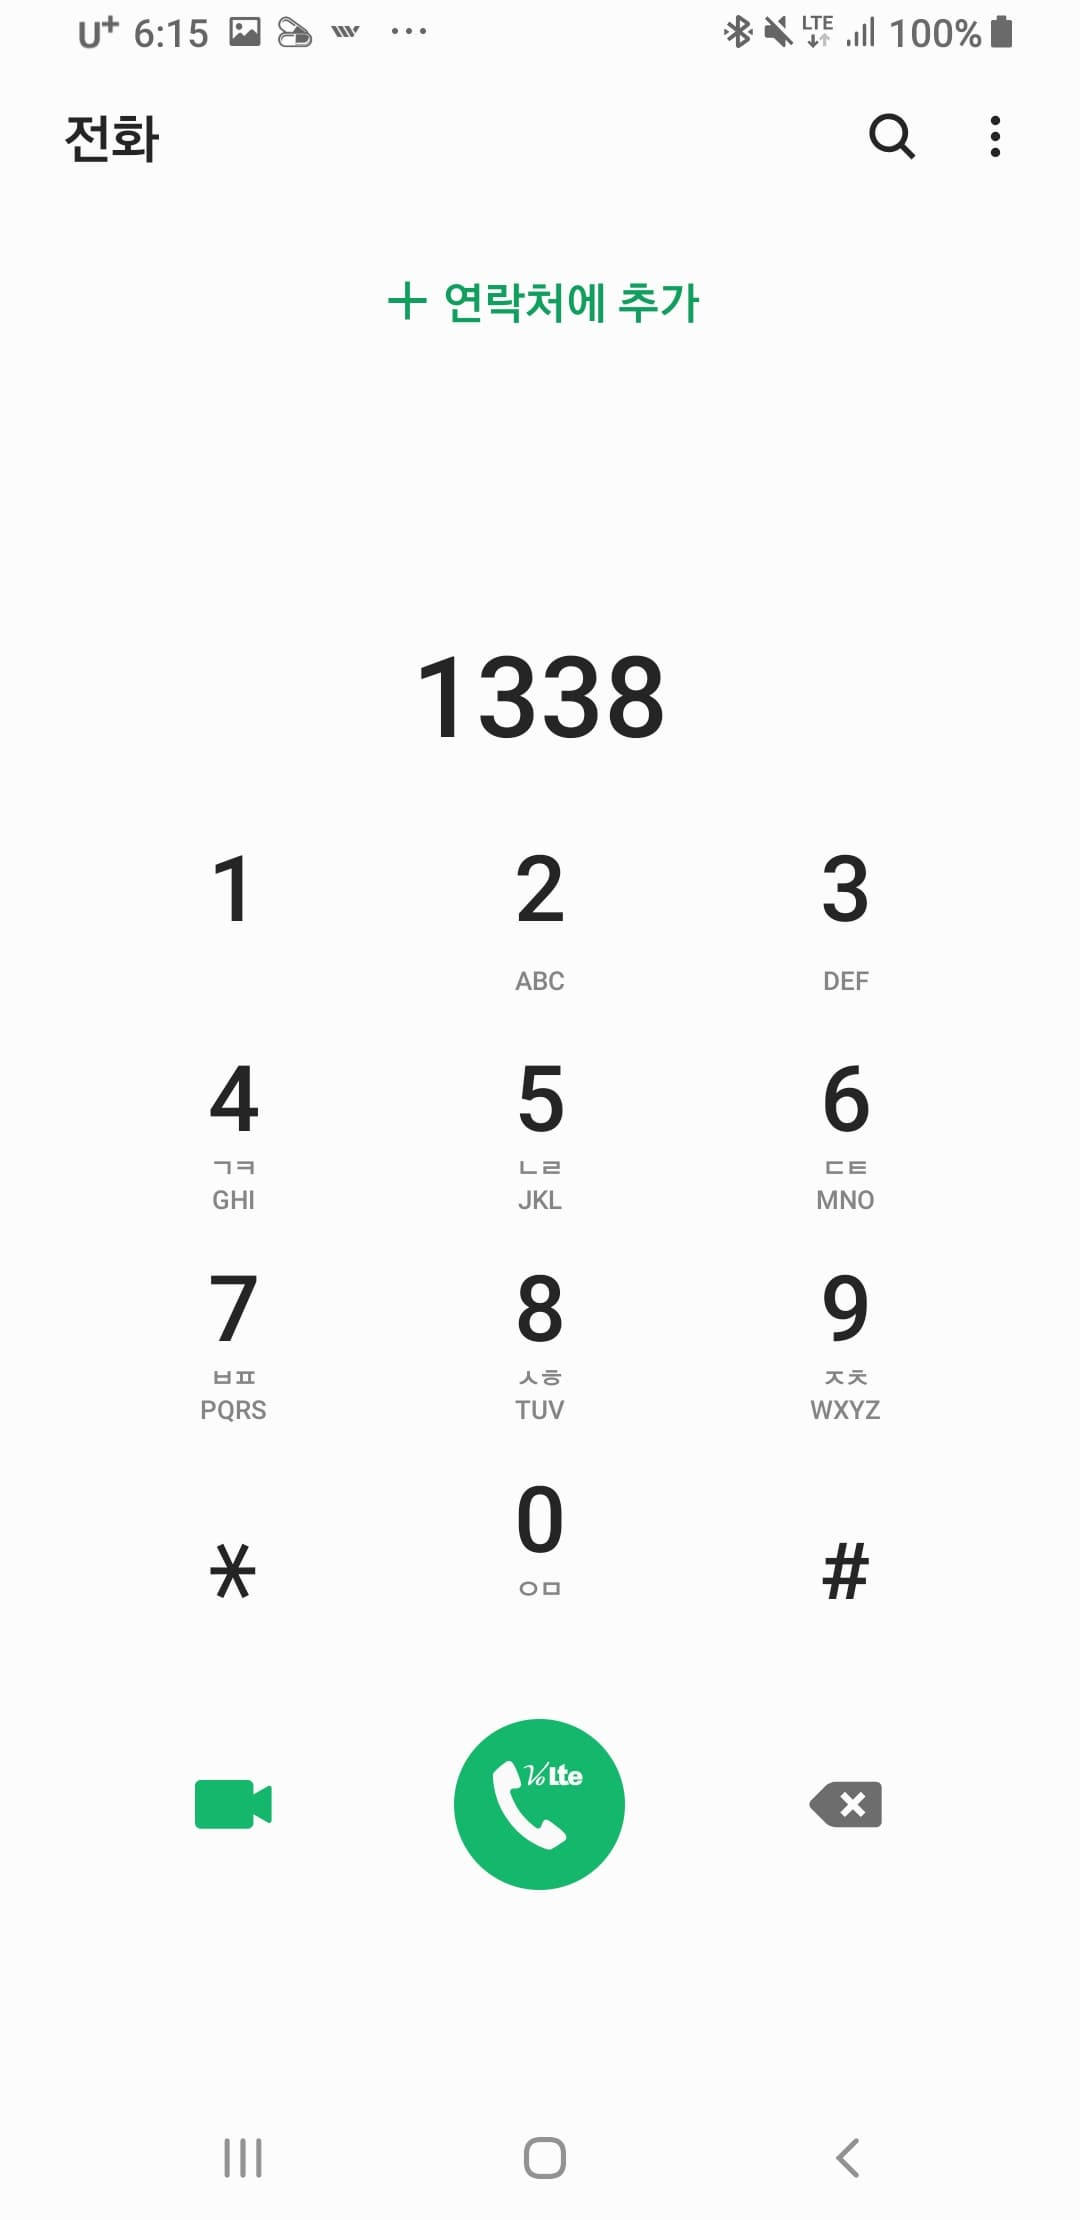 U+ 6:15 ... LTE 100%
전화
+ 연락처에 추가
1338
1 2 3
ABC DEF
4 5 6
ㄱㅋ ㄴㄹ ㄷㅌ
GHI JKL MNO
7 8 9
ㅂㅍ ㅅㅎ ㅈㅊ
PQRS TUV WXYZ
* 0 #
ㅇㅁ
VoLte